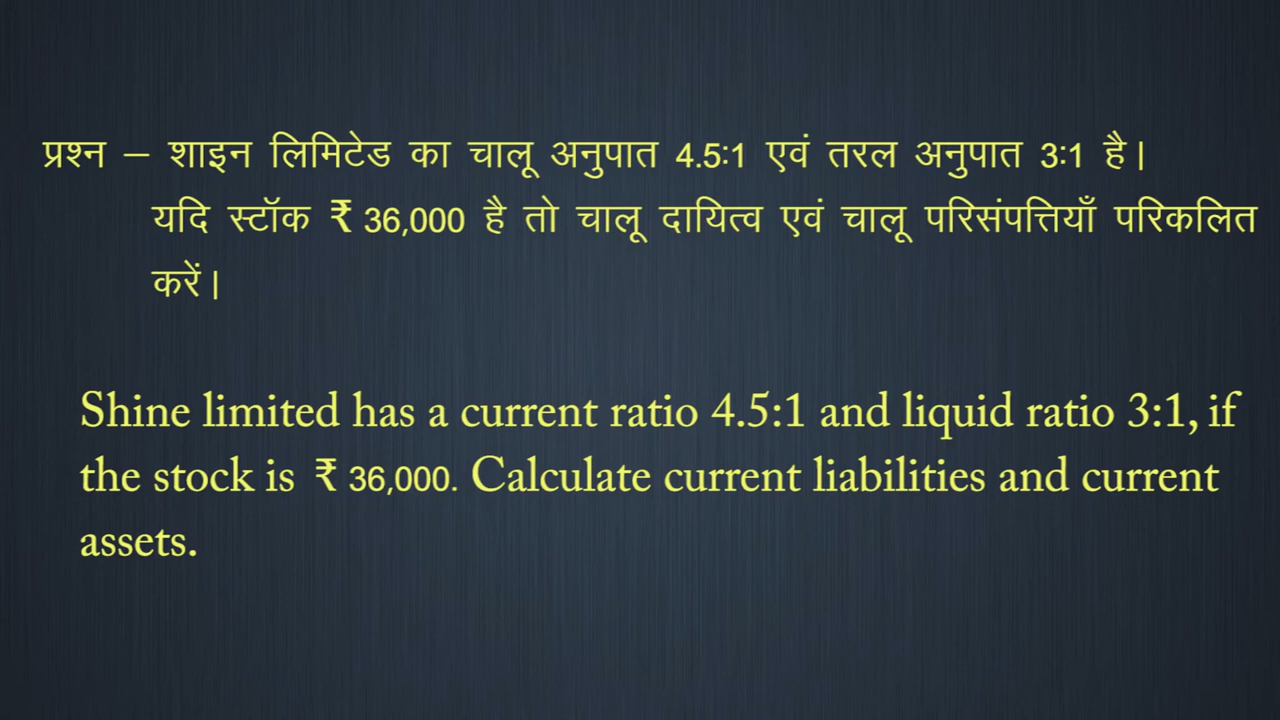 प्रश्न – शाइन लिमिटेड का चालू अनुपात 4.5:1 एवं तरल अनुपात 3:1 है।
यदि स्टॉक ₹ 36,000 है तो चालू दायित्व एवं चालू परिसंपत्तियाँ परिकलित
करें।
Shine limited has a current ratio 4.5:1 and liquid ratio 3:1, if
the stock is ₹ 36,000. Calculate current liabilities and current
assets.